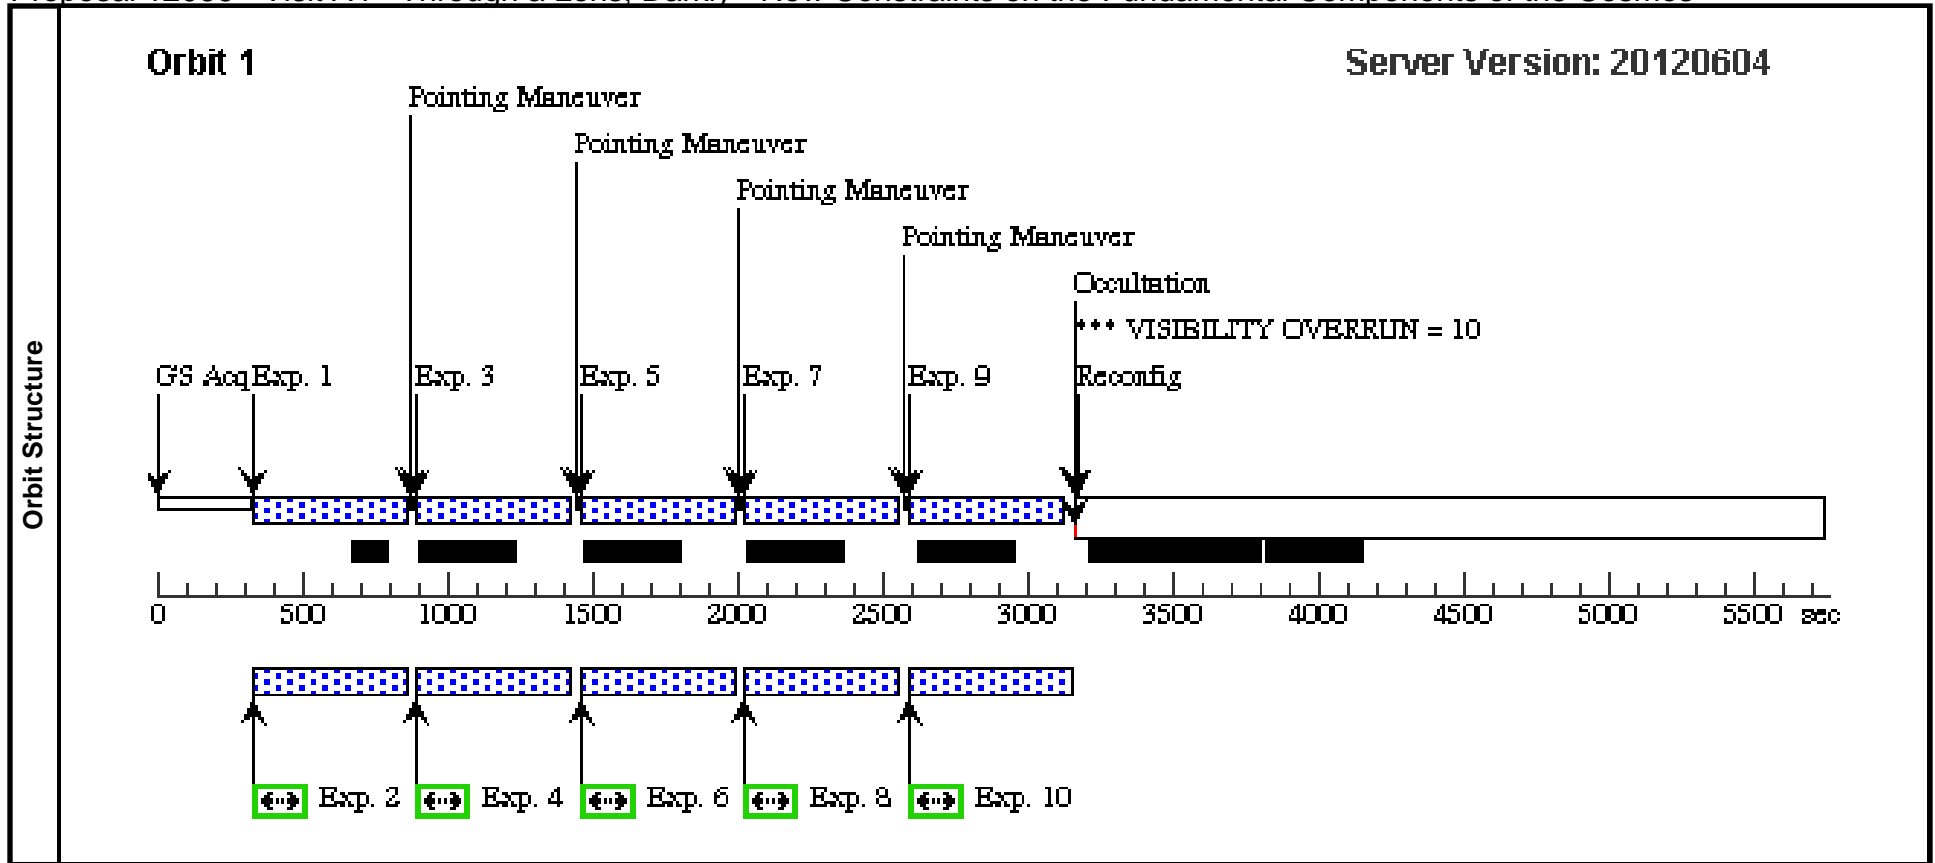 Orbit 1
Server Version: 20120604
Pointing Maneuver
Pointing Maneuver
Pointing Maneuver
Pointing Maneuver
Occultation
*** VISIBILITY OVERRUN = 10
GS Acq Exp. 1 Exp. 3 Exp. 5 Exp. 7 Exp. 9 Reconfig
Orbit Structure
0 500 1000 1500 2000 2500 3000 3500 4000 4500 5000 5500 sec
Exp. 2 Exp. 4 Exp. 6 Exp. 8 Exp. 10